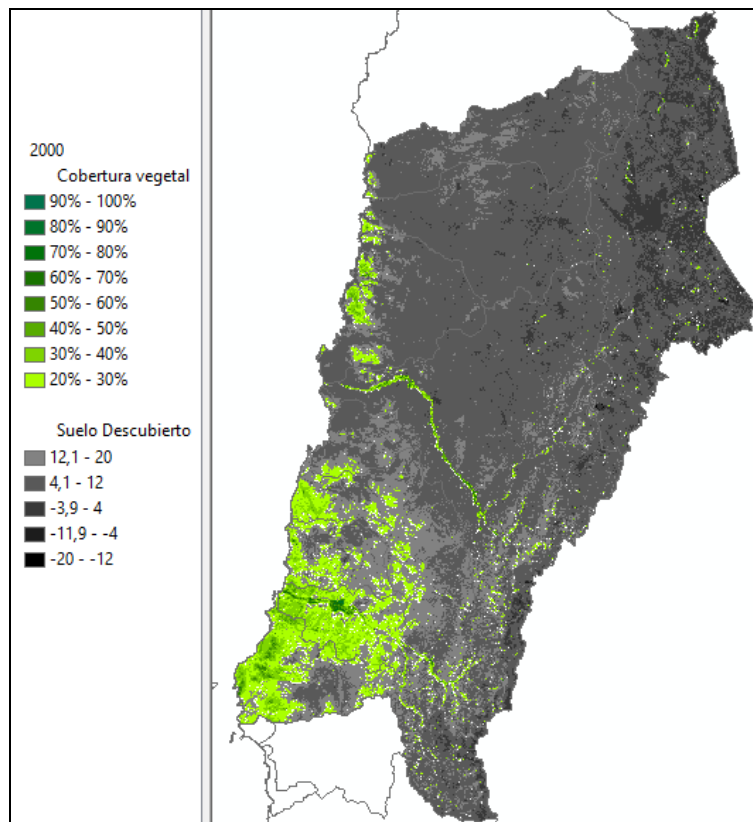 2000
Cobertura vegetal
90% - 100%
80% - 90%
70% - 80%
60% - 70%
50% - 60%
40% - 50%
30% - 40%
20% - 30%
Suelo Descubierto
12,1 - 20
4,1 - 12
-3,9 - 4
-11,9 - -4
-20 - -12